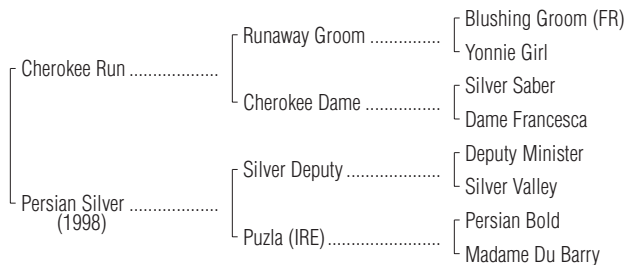 Blushing Groom (FR)
Runaway Groom ...............
Yonnie Girl
Cherokee Run ...................
Silver Saber
Cherokee Dame ................
Dame Francesca
Deputy Minister
Silver Deputy .....................
Silver Valley
Persian Silver ...................
(1998)
Persian Bold
Puzla (IRE) .........................
Madame Du Barry